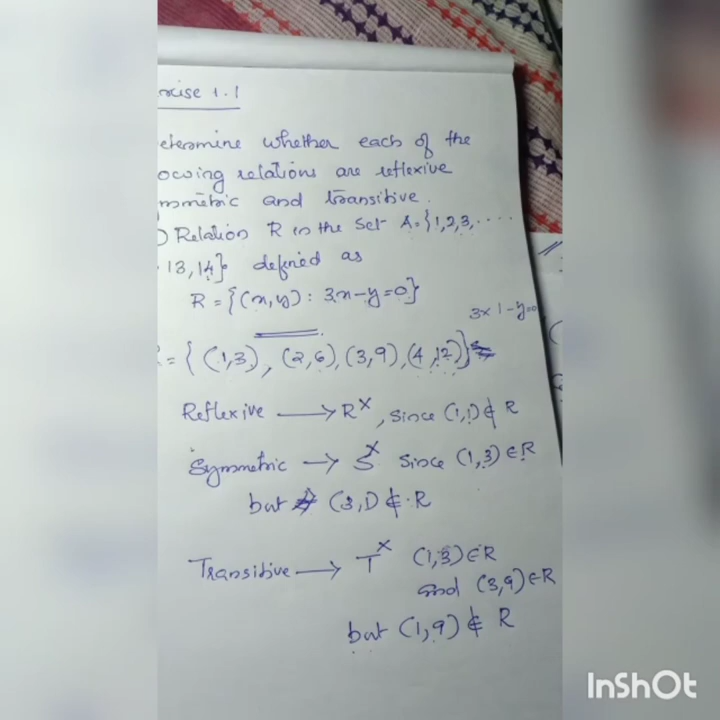 rcise 1.1
etermine whether each of the
owing relations are reflexive
mmetric and transitive.
) Relation R in the set A={1,2,3,....
13,14} defined as
R={(x,y): 3x-y=0}
3×1-y=0
= { (1,3), (2,6), (3,9), (4,12)}
Reflexive → R×, since (1,1)∉ R
Symmetric → S× since (1,3)∈R
but (3,1)∉ R
Transitive → T× (1,3)∈R
and (3,9)∈R
but (1,9)∉ R
InShOt